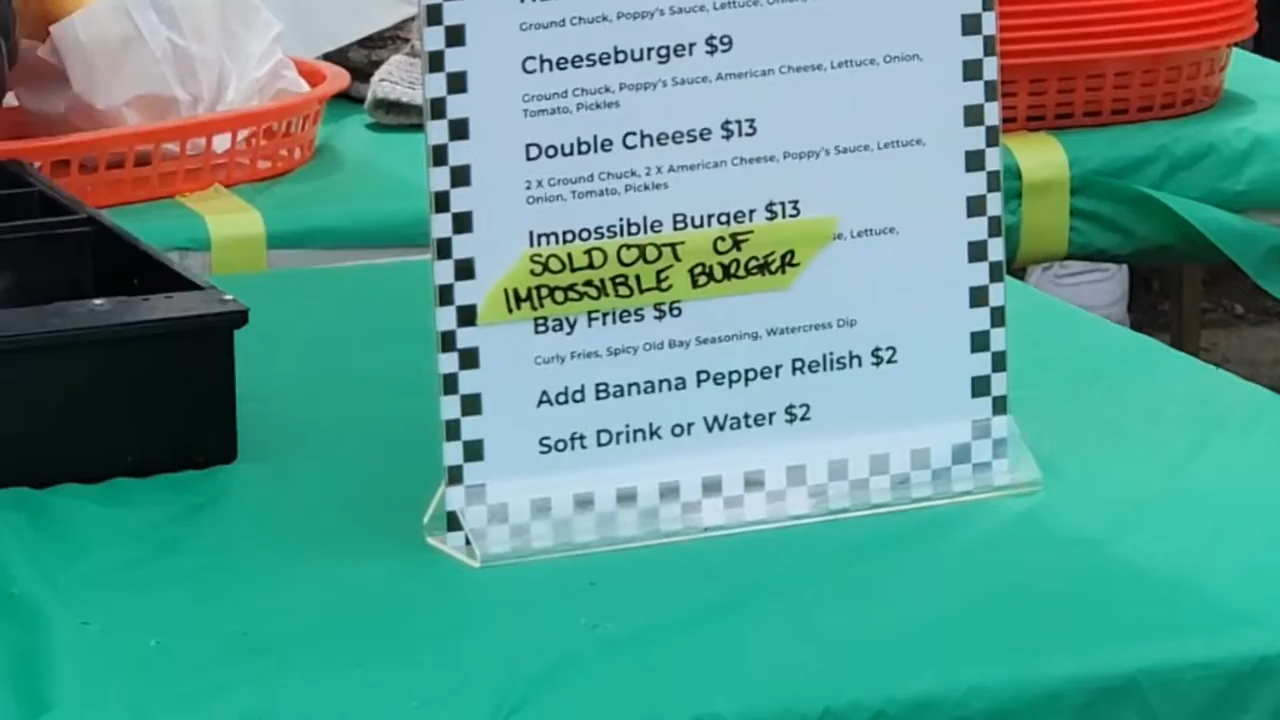 Ground Chuck, Poppy's Sauce, Lettuce,
Cheeseburger $9
Ground Chuck, Poppy's Sauce, American Cheese, Lettuce, Onion,
Tomato, Pickles
Double Cheese $13
2 X Ground Chuck, 2 X American Cheese, Poppy's Sauce, Lettuce,
Onion, Tomato, Pickles
Impossible Burger $13
Lettuce,
SOLD OUT OF
IMPOSSIBLE BURGER
Bay Fries $6
Curly Fries, Spicy Old Bay Seasoning, Watercress Dip
Add Banana Pepper Relish $2
Soft Drink or Water $2